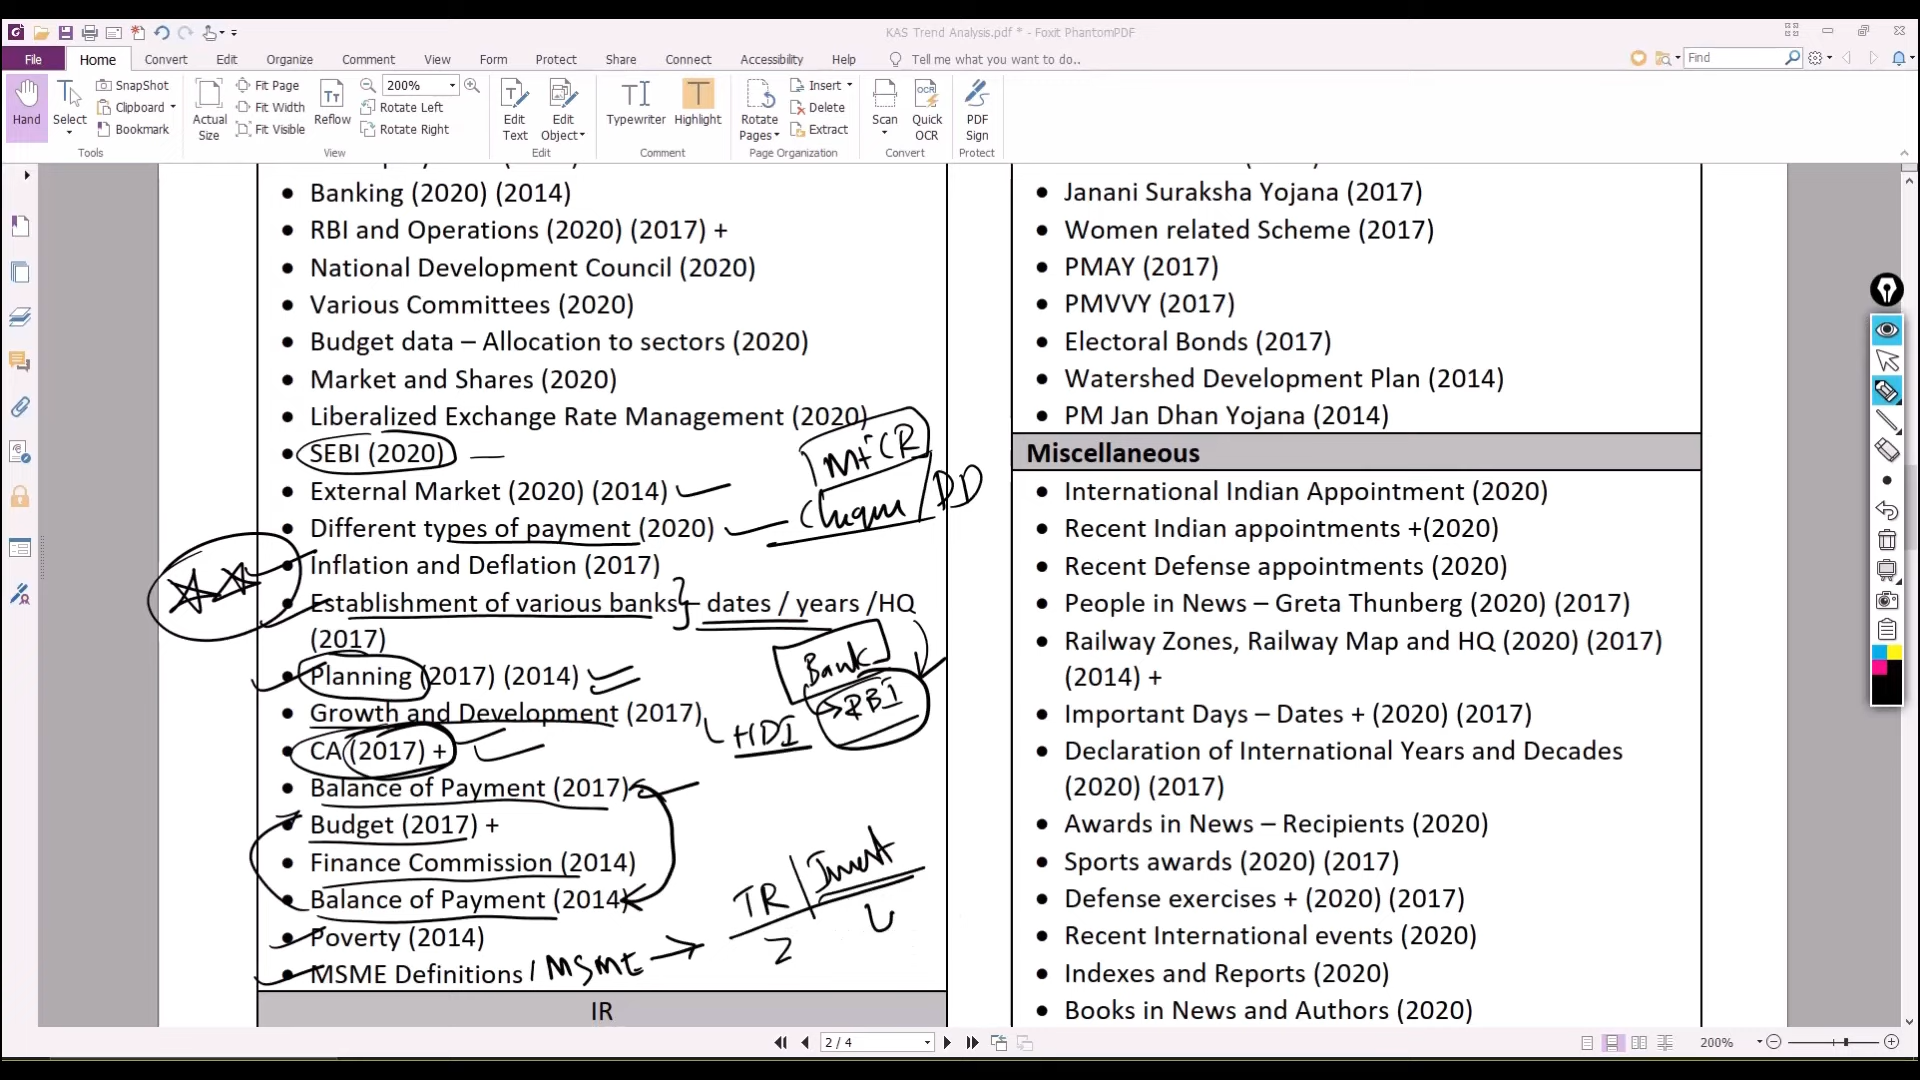 KAS Trend Analysis.pdf * - Foxit PhantomPDF
File Home Convert Edit Organize Comment View Form Protect Share Connect Accessibility Help Tell me what you want to do.. Find
Hand
Select
SnapShot
Clipboard
Bookmark
Tools
Actual Size
Fit Page
Fit Width
Fit Visible
Reflow
200%
Rotate Left
Rotate Right
View
Edit Text
Edit Object
Edit
Typewriter
Highlight
Comment
Rotate Pages
Insert
Delete
Extract
Page Organization
Scan
Quick OCR
Convert
PDF Sign
Protect
• Banking (2020) (2014)
• RBI and Operations (2020) (2017) +
• National Development Council (2020)
• Various Committees (2020)
• Budget data – Allocation to sectors (2020)
• Market and Shares (2020)
• Liberalized Exchange Rate Management (2020)
• SEBI (2020)
MICR
• External Market (2020) (2014)
Cheque / DD
• Different types of payment (2020)
• Inflation and Deflation (2017)
• Establishment of various banks – dates / years /HQ
(2017)
Bank
• Planning (2017) (2014)
RBI
• Growth and Development (2017)
HDI
• CA (2017) +
• Balance of Payment (2017)
• Budget (2017) +
• Finance Commission (2014)
TR / Invest
• Balance of Payment (2014)
• Poverty (2014)
• MSME Definitions / MSME
IR
• Janani Suraksha Yojana (2017)
• Women related Scheme (2017)
• PMAY (2017)
• PMVVY (2017)
• Electoral Bonds (2017)
• Watershed Development Plan (2014)
• PM Jan Dhan Yojana (2014)
Miscellaneous
• International Indian Appointment (2020)
• Recent Indian appointments +(2020)
• Recent Defense appointments (2020)
• People in News – Greta Thunberg (2020) (2017)
• Railway Zones, Railway Map and HQ (2020) (2017)
(2014) +
• Important Days – Dates + (2020) (2017)
• Declaration of International Years and Decades
(2020) (2017)
• Awards in News – Recipients (2020)
• Sports awards (2020) (2017)
• Defense exercises + (2020) (2017)
• Recent International events (2020)
• Indexes and Reports (2020)
• Books in News and Authors (2020)
2 / 4
200%